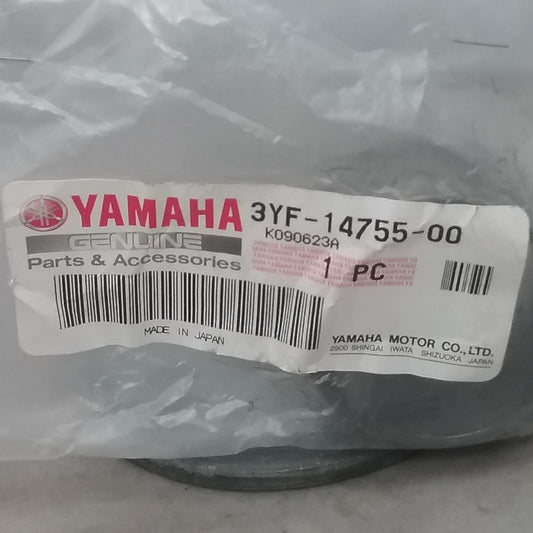 YAMAHA
GENUINE
Parts & Accessories
3YF-14755-00
K090623A
1 PC
MADE IN JAPAN
YAMAHA MOTOR CO.,LTD.
2500 SHINGAI IWATA SHIZUOKA JAPAN